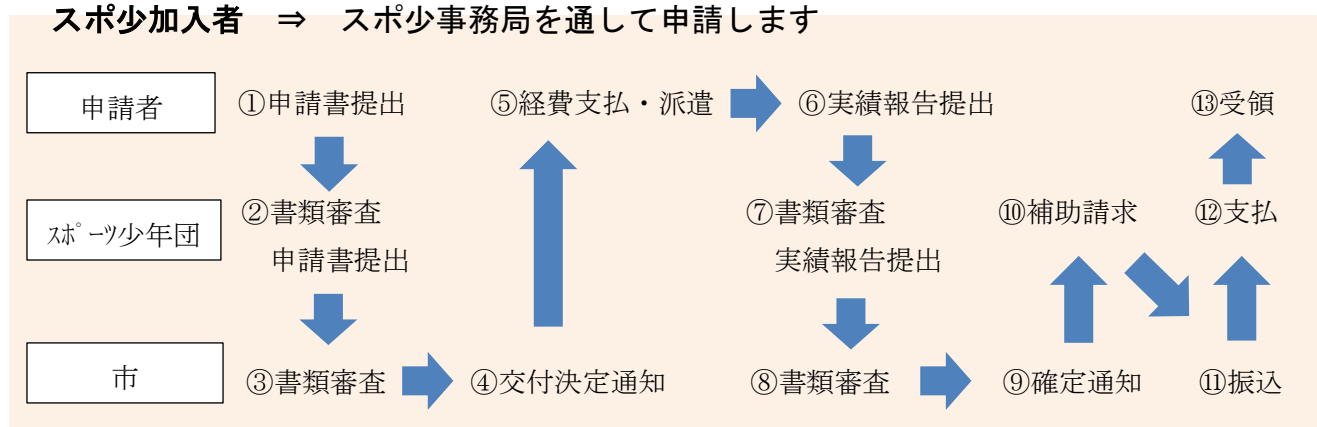 スポ少加入者 ⇒ スポ少事務局を通して申請します
申請者 ①申請書提出 ⑤経費支払・派遣 ⑥実績報告提出 ⑬受領
スポーツ少年団 ②書類審査 ⑦書類審査 ⑩補助請求 ⑫支払
申請書提出 実績報告提出
市 ③書類審査 ④交付決定通知 ⑧書類審査 ⑨確定通知 ⑪振込